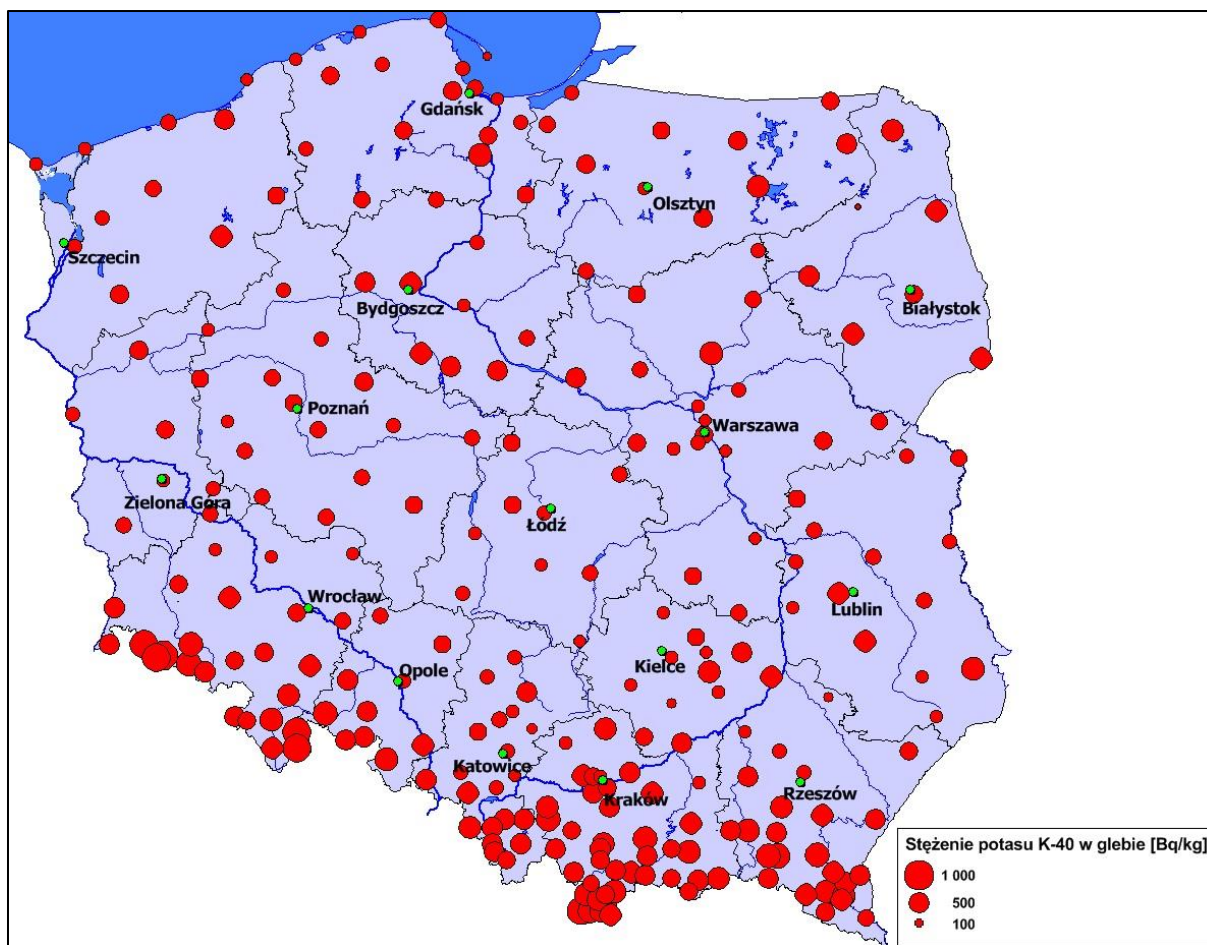 Gdańsk
Olsztyn
Szczecin
Bydgoszcz
Białystok
Poznań
Warszawa
Zielona Góra
Łódź
Wrocław
Lublin
Opole
Kielce
Katowice
Kraków
Rzeszów
Stężenie potasu K-40 w glebie [Bq/kg]
1 000
500
100